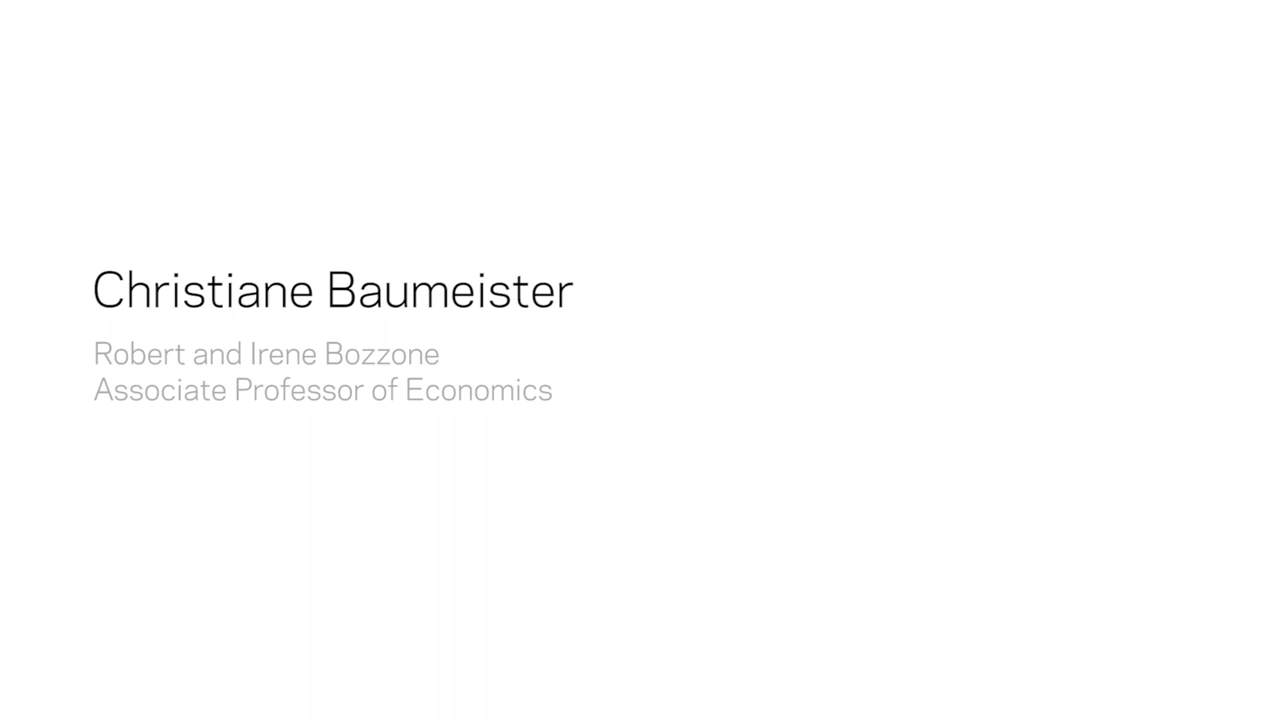 Christiane Baumeister
Robert and Irene Bozzone
Associate Professor of Economics